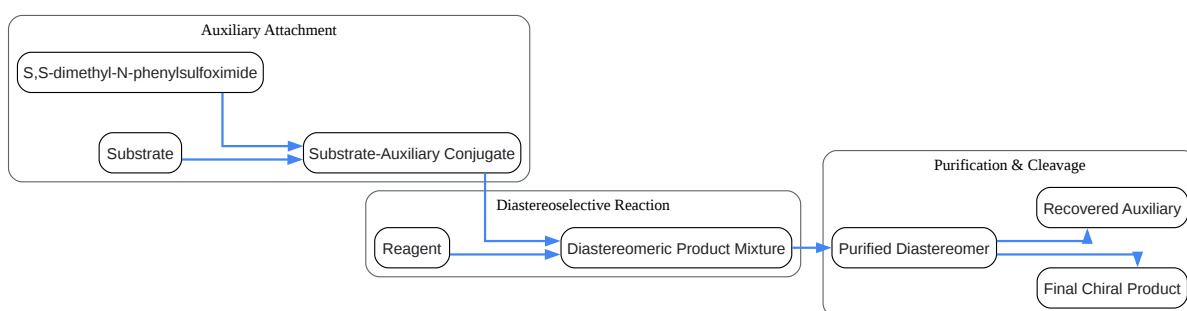 Auxiliary Attachment
S,S-dimethyl-N-phenylsulfoximide
Substrate
Substrate-Auxiliary Conjugate
Diastereoselective Reaction
Reagent
Diastereomeric Product Mixture
Purification & Cleavage
Purified Diastereomer
Recovered Auxiliary
Final Chiral Product